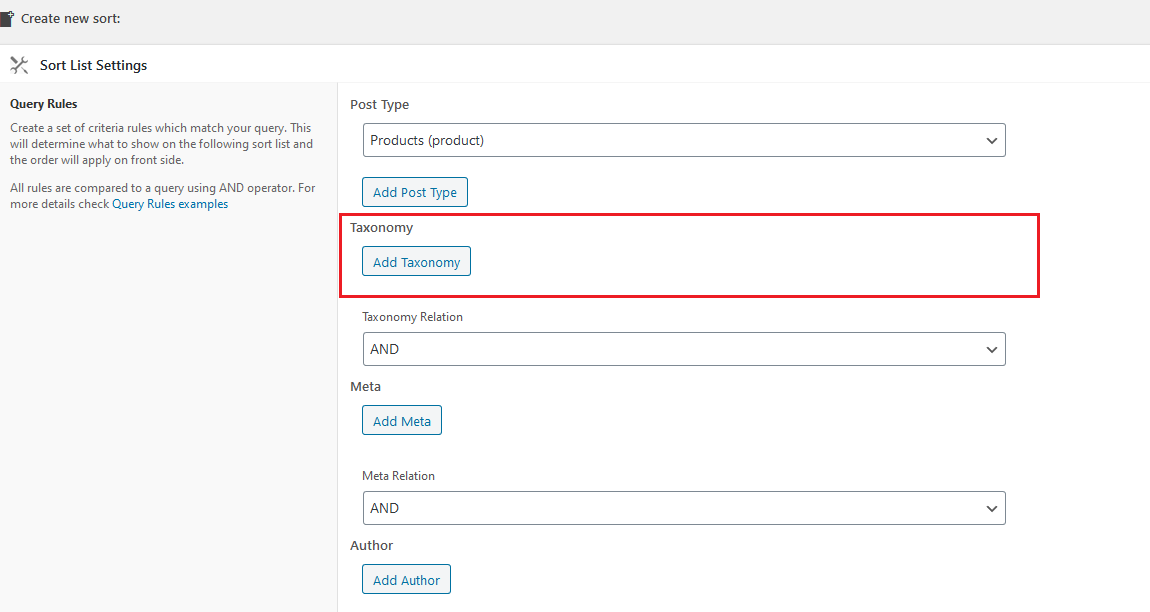 Create new sort:
Sort List Settings
Query Rules
Create a set of criteria rules which match your query. This
will determine what to show on the following sort list and
the order will apply on front side.
All rules are compared to a query using AND operator. For
more details check Query Rules examples
Post Type
Products (product)
Add Post Type
Taxonomy
Add Taxonomy
Taxonomy Relation
AND
Meta
Add Meta
Meta Relation
AND
Author
Add Author